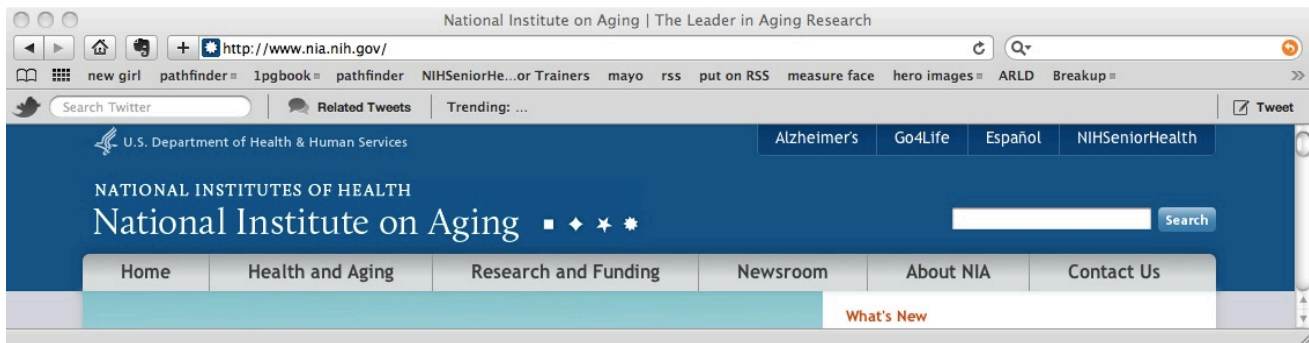 National Institute on Aging | The Leader in Aging Research
http://www.nia.nih.gov/
new girl pathfinder 1pgbook pathfinder NIHSeniorHe...or Trainers mayo rss put on RSS measure face hero images ARLD Breakup
Search Twitter Related Tweets Trending: ... Tweet
U.S. Department of Health & Human Services Alzheimer's Go4Life Español NIHSeniorHealth
NATIONAL INSTITUTES OF HEALTH
National Institute on Aging
Search
Home Health and Aging Research and Funding Newsroom About NIA Contact Us
What's New